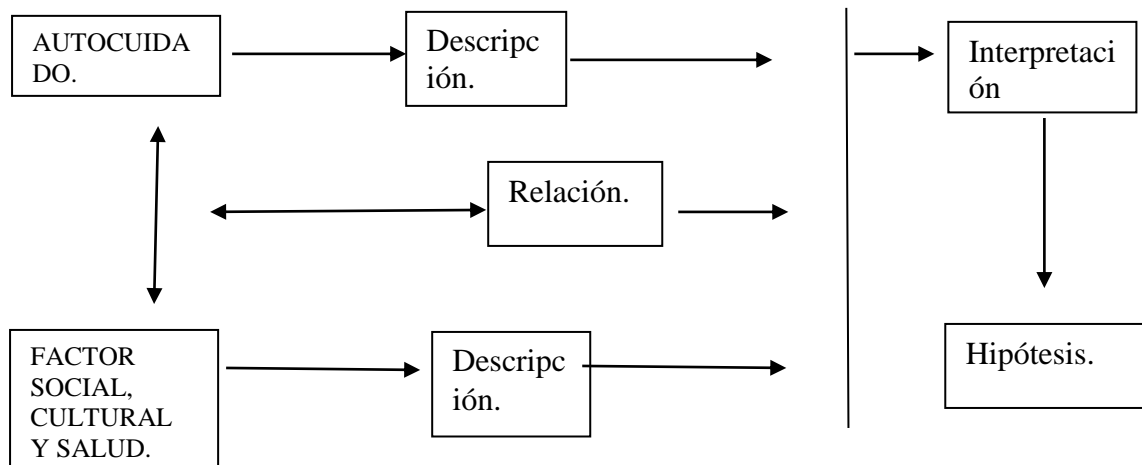 AUTOCUIDA
DO.
Descripc
ión.
Interpretaci
ón
Relación.
FACTOR
SOCIAL,
CULTURAL
Y SALUD.
Descripc
ión.
Hipótesis.